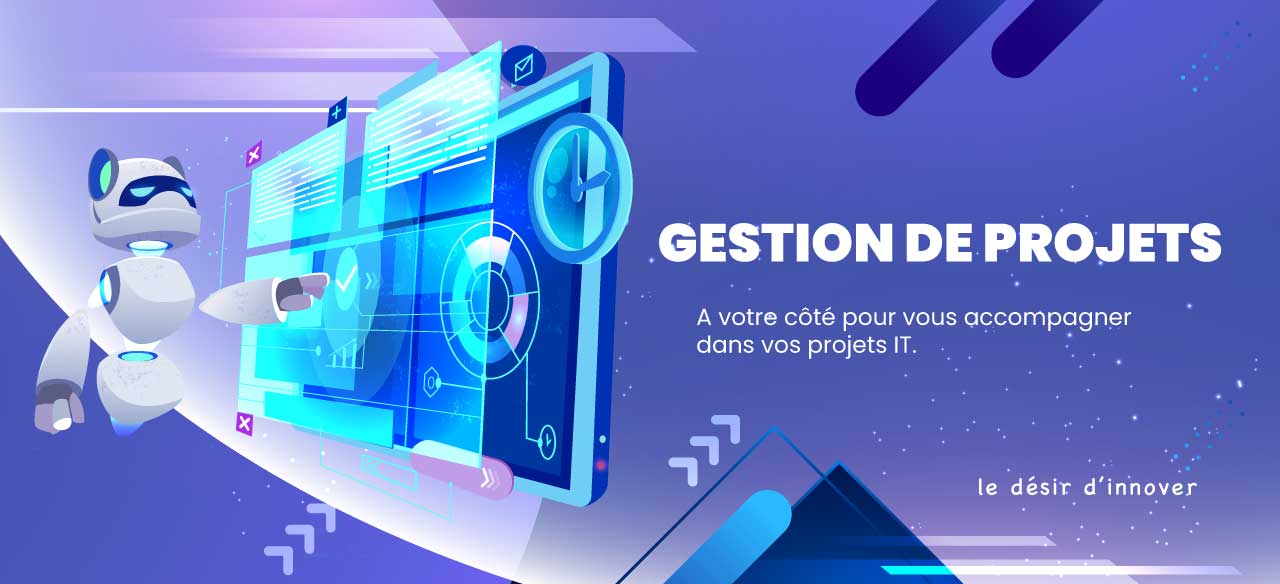 GESTION DE PROJETS
A votre côté pour vous accompagner
dans vos projets IT.
le désir d'innover